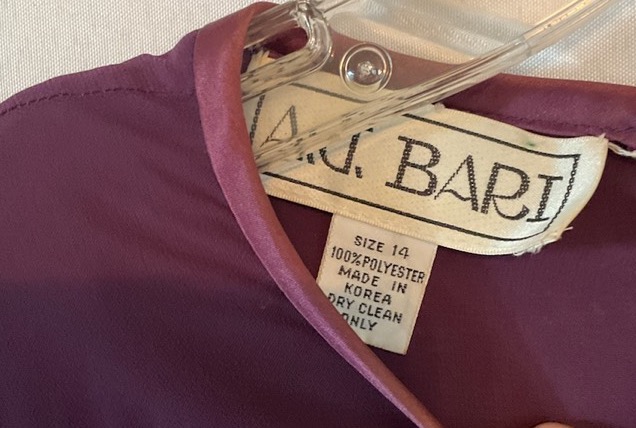 A.J. BARI
SIZE 14
100% POLYESTER
MADE IN
KOREA
DRY CLEAN
ONLY